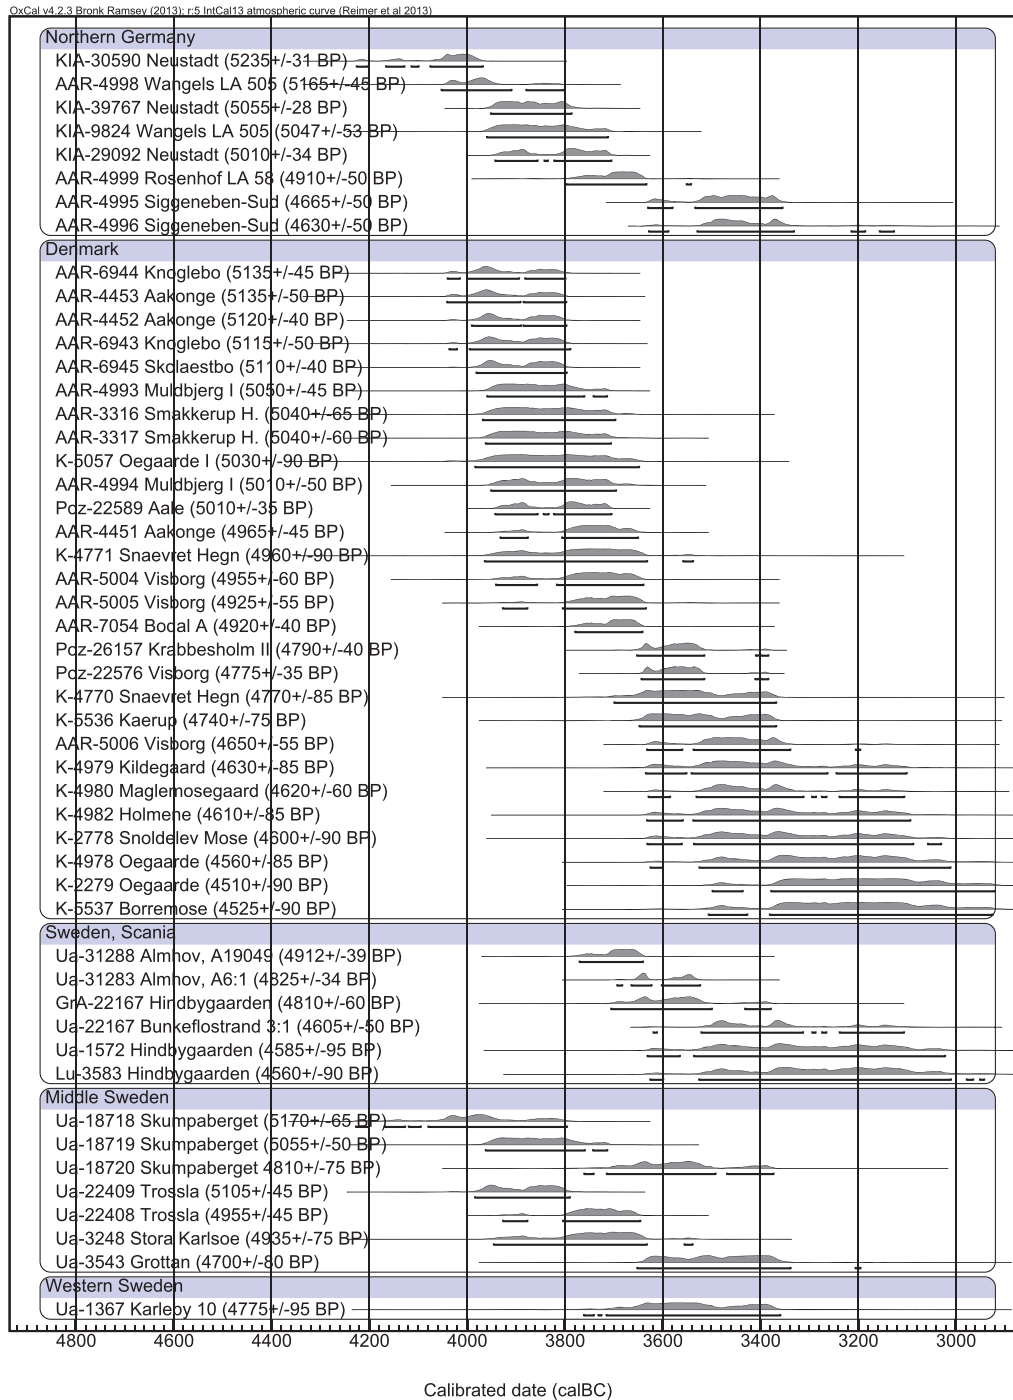 OxCal v4.2.3 Bronk Ramsey (2013); r:5 IntCal13 atmospheric curve (Reimer et al 2013)
Northern Germany
KIA-30590 Neustadt (5235+/-31 BP)
AAR-4998 Wangels LA 505 (5165+/-45 BP)
KIA-39767 Neustadt (5055+/-28 BP)
KIA-9824 Wangels LA 505 (5047+/-53 BP)
KIA-29092 Neustadt (5010+/-34 BP)
AAR-4999 Rosenhof LA 58 (4910+/-50 BP)
AAR-4995 Siggeneben-Sud (4665+/-50 BP)
AAR-4996 Siggeneben-Sud (4630+/-50 BP)
Denmark
AAR-6944 Knoglebo (5135+/-45 BP)
AAR-4453 Aakonge (5135+/-50 BP)
AAR-4452 Aakonge (5120+/-40 BP)
AAR-6943 Knoglebo (5115+/-50 BP)
AAR-6945 Skolaestbo (5110+/-40 BP)
AAR-4993 Muldbjerg I (5050+/-45 BP)
AAR-3316 Smakkerup H. (5040+/-65 BP)
AAR-3317 Smakkerup H. (5040+/-60 BP)
K-5057 Oegaarde I (5030+/-90 BP)
AAR-4994 Muldbjerg I (5010+/-50 BP)
Poz-22589 Aale (5010+/-35 BP)
AAR-4451 Aakonge (4965+/-45 BP)
K-4771 Snaevret Hegn (4960+/-90 BP)
AAR-5004 Visborg (4955+/-60 BP)
AAR-5005 Visborg (4925+/-55 BP)
AAR-7054 Bodal A (4920+/-40 BP)
Poz-26157 Krabbesholm II (4790+/-40 BP)
Poz-22576 Visborg (4775+/-35 BP)
K-4770 Snaevret Hegn (4770+/-85 BP)
K-5536 Kaerup (4740+/-75 BP)
AAR-5006 Visborg (4650+/-55 BP)
K-4979 Kildegaard (4630+/-85 BP)
K-4980 Maglemosegaard (4620+/-60 BP)
K-4982 Holmene (4610+/-85 BP)
K-2778 Snoldelev Mose (4600+/-90 BP)
K-4978 Oegaarde (4560+/-85 BP)
K-2279 Oegaarde (4510+/-90 BP)
K-5537 Borremose (4525+/-90 BP)
Sweden, Scania
Ua-31288 Almhov, A19049 (4912+/-39 BP)
Ua-31283 Almhov, A6:1 (4825+/-34 BP)
GrA-22167 Hindbygaarden (4810+/-60 BP)
Ua-22167 Bunkeflostrand 3:1 (4605+/-50 BP)
Ua-1572 Hindbygaarden (4585+/-95 BP)
Lu-3583 Hindbygaarden (4560+/-90 BP)
Middle Sweden
Ua-18718 Skumpaberget (5170+/-65 BP)
Ua-18719 Skumpaberget (5055+/-50 BP)
Ua-18720 Skumpaberget 4810+/-75 BP)
Ua-22409 Trossla (5105+/-45 BP)
Ua-22408 Trossla (4955+/-45 BP)
Ua-3248 Stora Karlsoe (4935+/-75 BP)
Ua-3543 Grottan (4700+/-80 BP)
Western Sweden
Ua-1367 Karleby 10 (4775+/-95 BP)
4800 4600 4400 4200 4000 3800 3600 3400 3200 3000
Calibrated date (calBC)